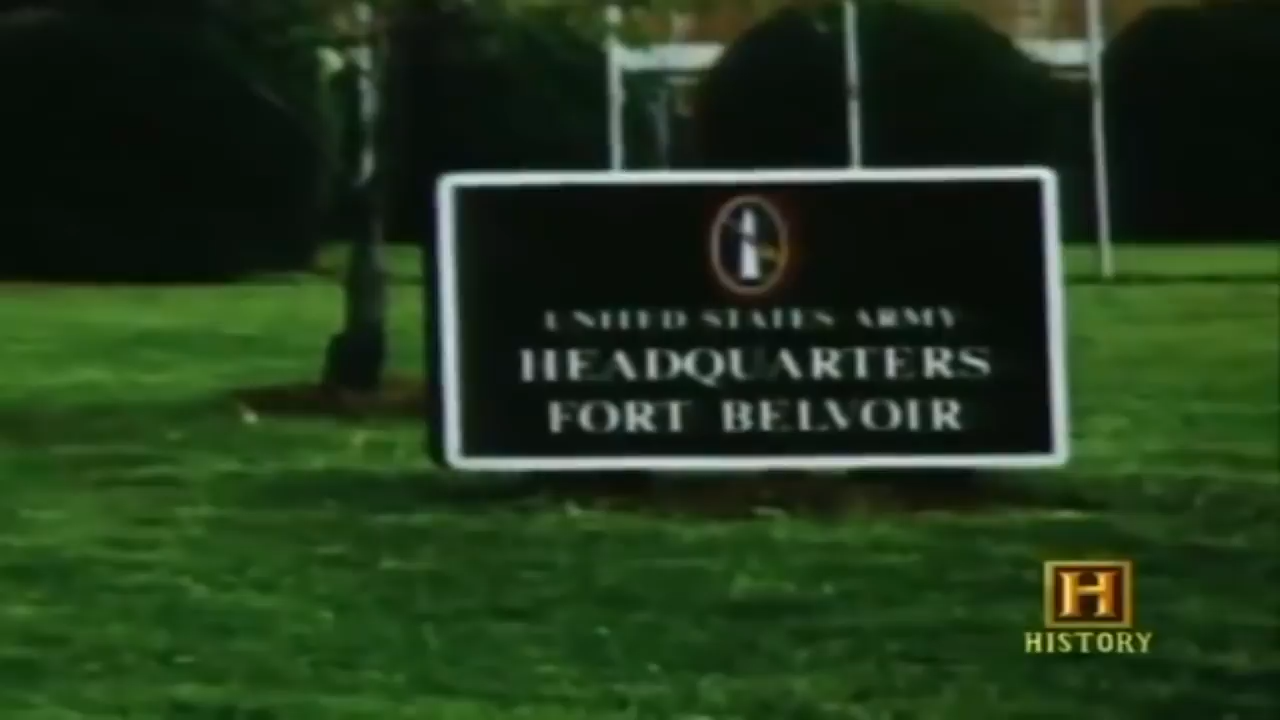 UNITED STATES ARMY
HEADQUARTERS
FORT BELVOIR
H
HISTORY